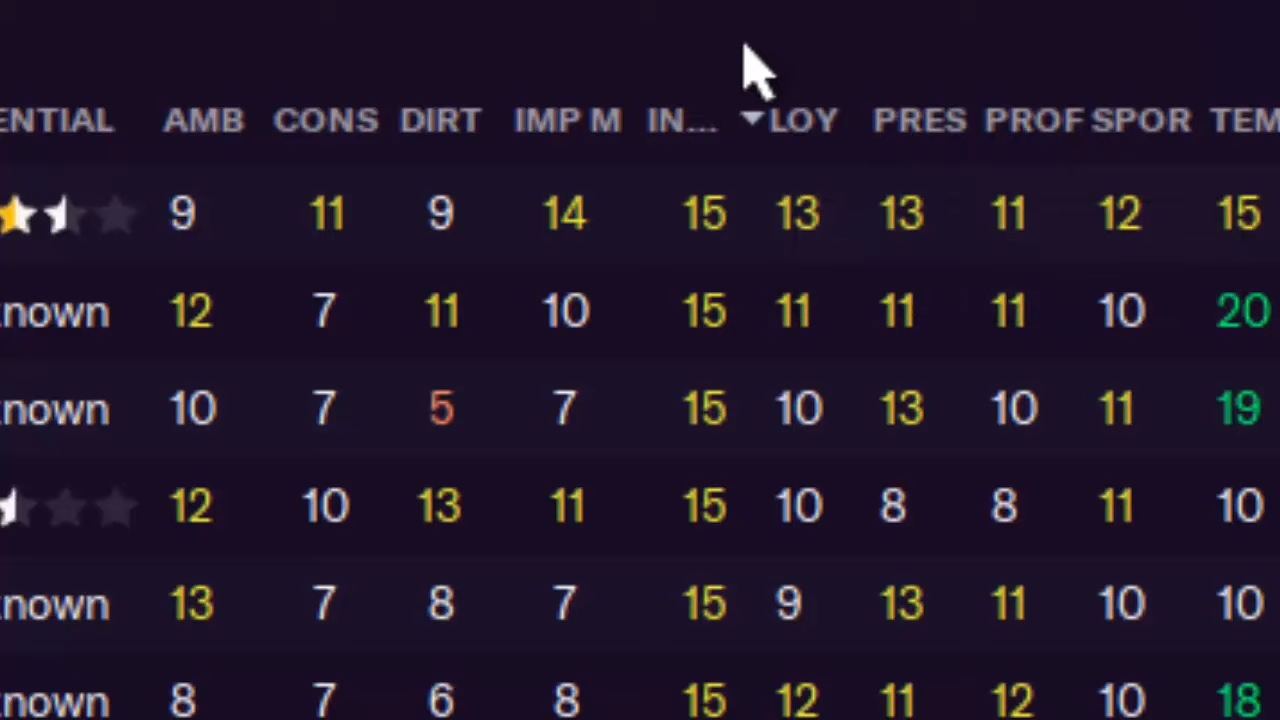 ENTIAL AMB CONS DIRT IMP M IN... LOY PRES PROF SPOR TEM
9 11 9 14 15 13 13 11 12 15
nown 12 7 11 10 15 11 11 11 10 20
nown 10 7 5 7 15 10 13 10 11 19
12 10 13 11 15 10 8 8 11 10
nown 13 7 8 7 15 9 13 11 10 10
nown 8 7 6 8 15 12 11 12 10 18